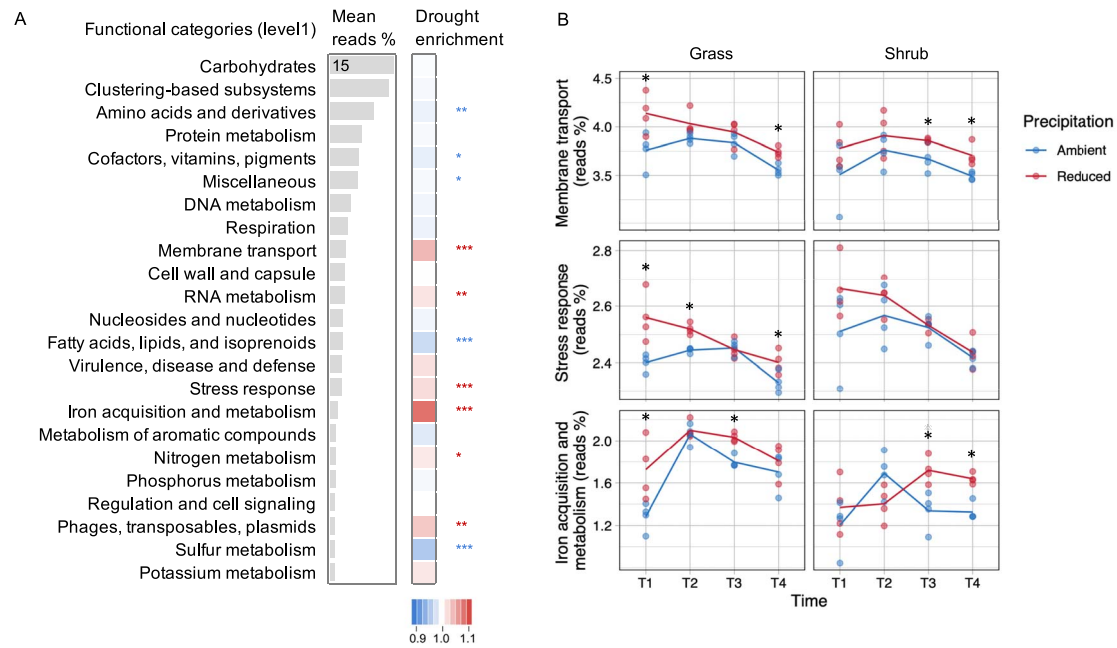 A
Functional categories (level1)
Mean
reads %
Drought
enrichment
Carbohydrates
15
Clustering-based subsystems
Amino acids and derivatives **
Protein metabolism
Cofactors, vitamins, pigments *
Miscellaneous *
DNA metabolism
Respiration
Membrane transport ***
Cell wall and capsule
RNA metabolism **
Nucleosides and nucleotides
Fatty acids, lipids, and isoprenoids ***
Virulence, disease and defense
Stress response ***
Iron acquisition and metabolism ***
Metabolism of aromatic compounds
Nitrogen metabolism *
Phosphorus metabolism
Regulation and cell signaling
Phages, transposables, plasmids **
Sulfur metabolism ***
Potassium metabolism
0.9 1.0 1.1
B
Grass Shrub
Membrane transport
(reads %)
4.5
4.0
3.5
* *
* *
Stress response
(reads %)
2.8
2.6
2.4
* * *
Iron acquisition and
metabolism (reads %)
2.0
1.6
1.2
* *
* *
T1 T2 T3 T4
T1 T2 T3 T4
Time
Precipitation
Ambient
Reduced